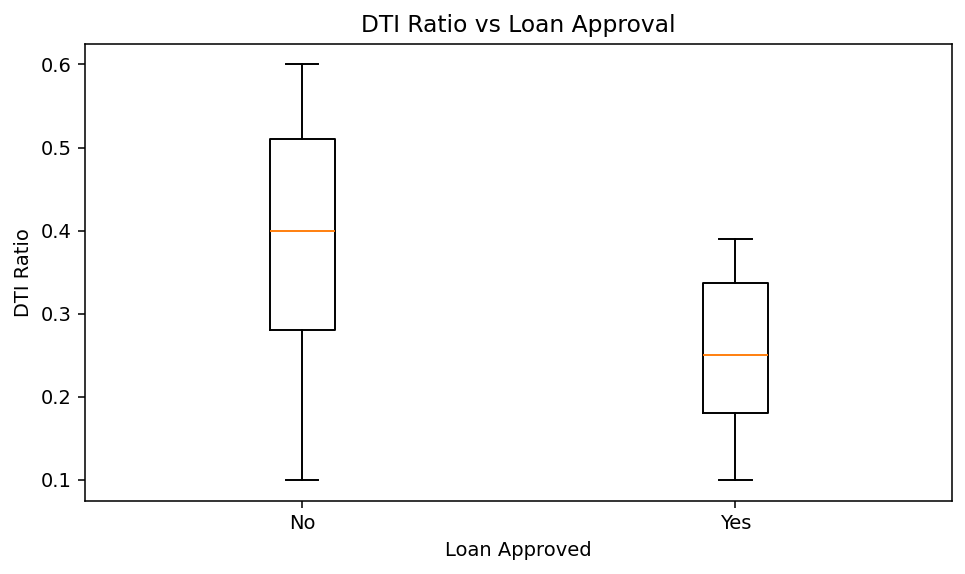 DTI Ratio vs Loan Approval
DTI Ratio
0.6
0.5
0.4
0.3
0.2
0.1
No
Yes
Loan Approved